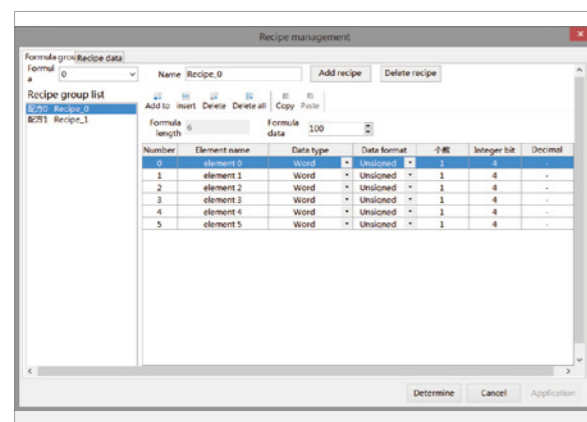 Recipe management
Formula grou Recipe data
Formul
a
0
Name Recipe_0
Add recipe
Delete recipe
Recipe group list
配方0 Recipe_0
配方1 Recipe_1
Add to insert Delete Delete all Copy Paste
Formula
length
6
Formula
data
100
Number Element name Data type Data format 个数 Integer bit Decimal
0 element 0 Word Unsigned 1 4 -
1 element 1 Word Unsigned 1 4 -
2 element 2 Word Unsigned 1 4 -
3 element 3 Word Unsigned 1 4 -
4 element 4 Word Unsigned 1 4 -
5 element 5 Word Unsigned 1 4 -
Determine Cancel Application